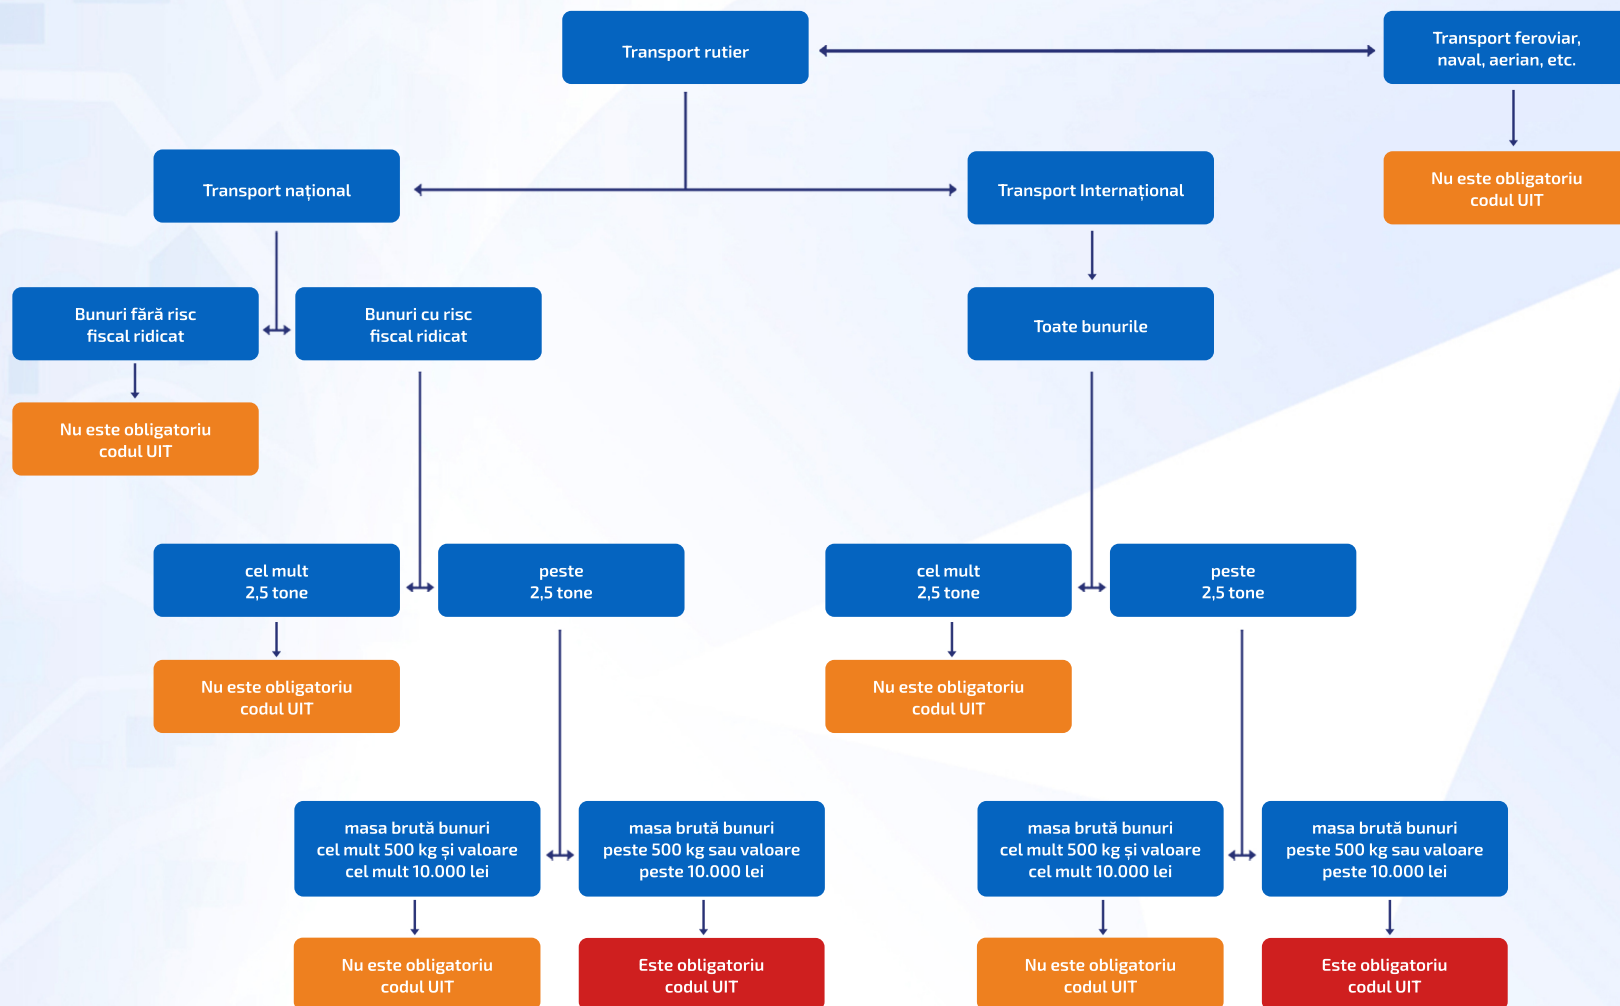 Transport rutier
Transport feroviar,
naval, aerian, etc.
Transport național
Transport Internațional
Nu este obligatoriu
codul UIT
Bunuri fără risc
fiscal ridicat
Bunuri cu risc
fiscal ridicat
Toate bunurile
Nu este obligatoriu
codul UIT
cel mult
2,5 tone
peste
2,5 tone
cel mult
2,5 tone
peste
2,5 tone
Nu este obligatoriu
codul UIT
Nu este obligatoriu
codul UIT
masa brută bunuri
cel mult 500 kg și valoare
cel mult 10.000 lei
masa brută bunuri
peste 500 kg sau valoare
peste 10.000 lei
masa brută bunuri
cel mult 500 kg și valoare
cel mult 10.000 lei
masa brută bunuri
peste 500 kg sau valoare
peste 10.000 lei
Nu este obligatoriu
codul UIT
Este obligatoriu
codul UIT
Nu este obligatoriu
codul UIT
Este obligatoriu
codul UIT